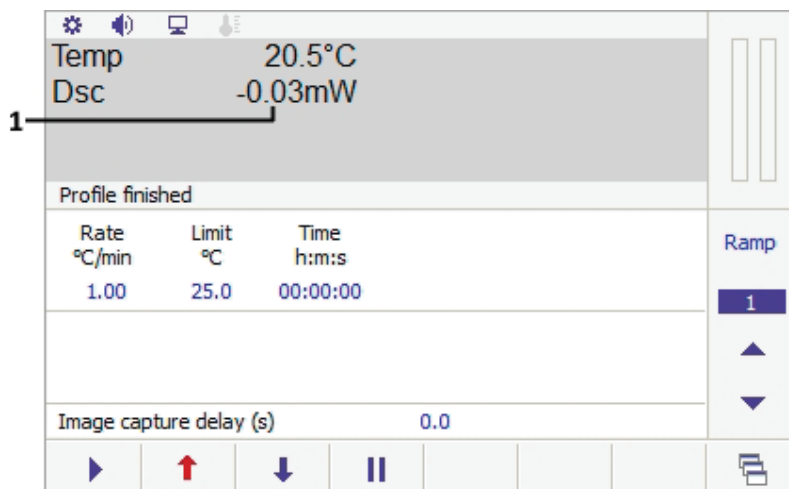 Temp 20.5°C
Dsc -0.03mW
1
Profile finished
Rate Limit Time
°C/min °C h:m:s
1.00 25.0 00:00:00
Ramp
1
Image capture delay (s) 0.0